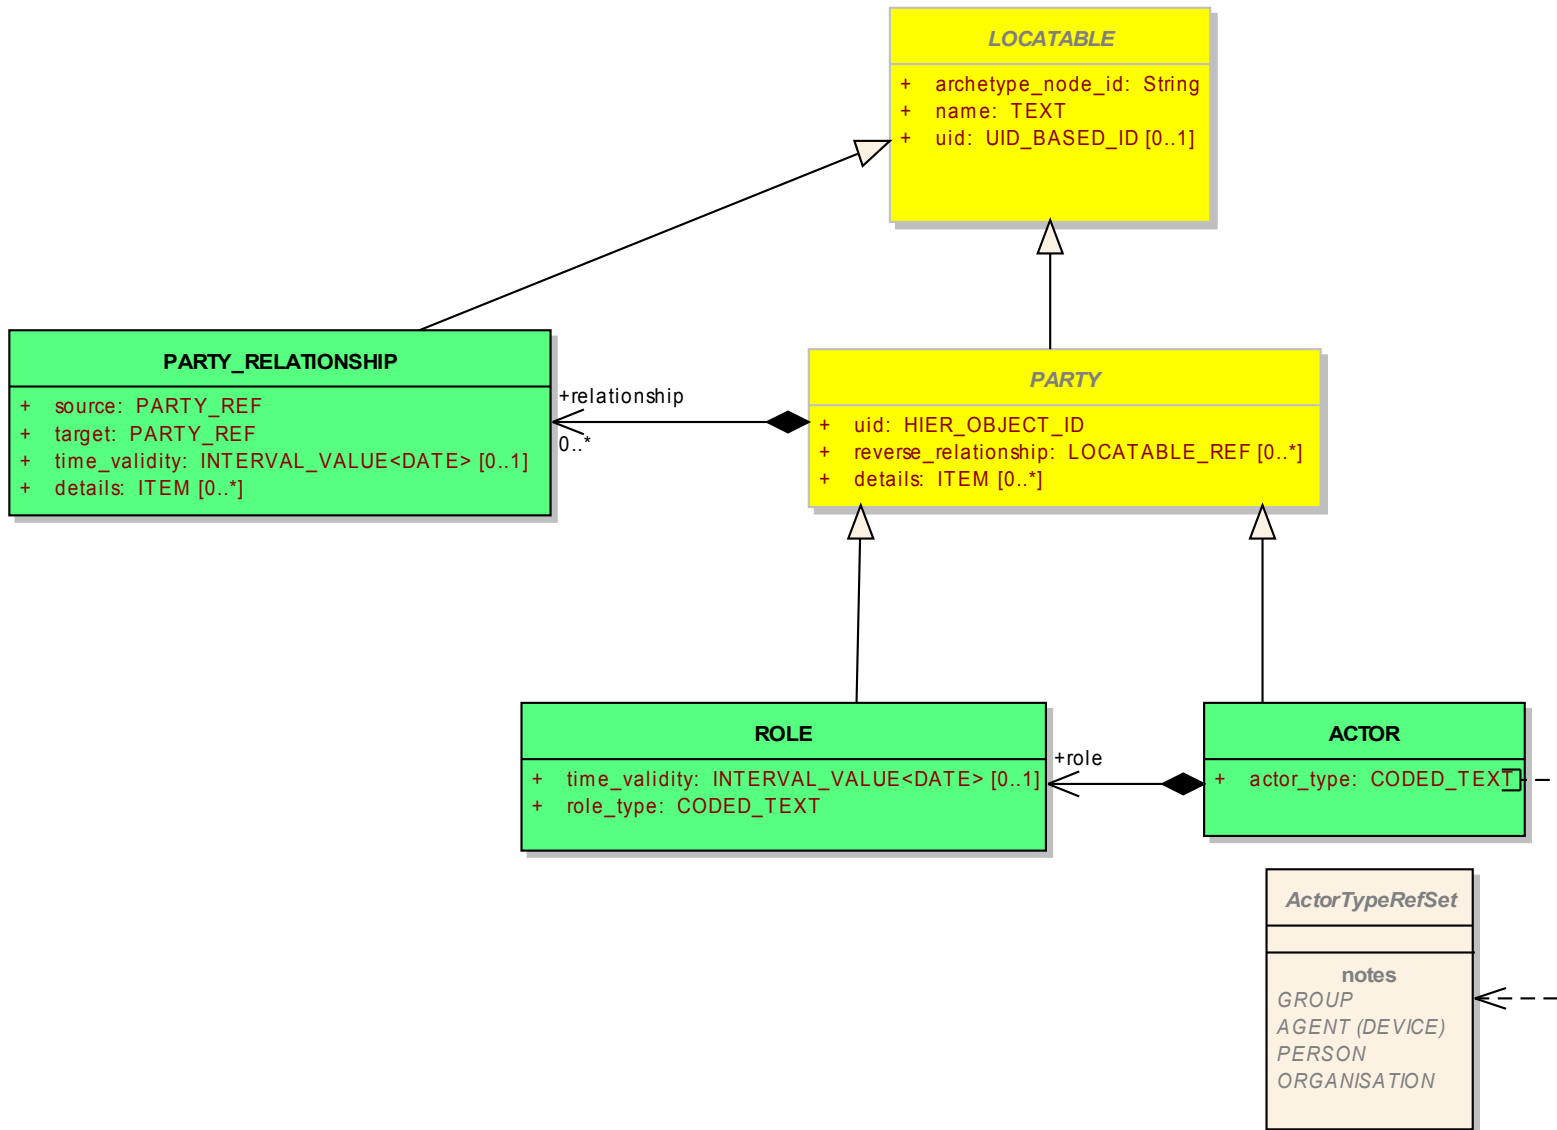 LOCATABLE
+ archetype_node_id: String
+ name: TEXT
+ uid: UID_BASED_ID [0..1]
PARTY_RELATIONSHIP
+ source: PARTY_REF
+ target: PARTY_REF
+ time_validity: INTERVAL_VALUE<DATE> [0..1]
+ details: ITEM [0..*]
+relationship
0..*
PARTY
+ uid: HIER_OBJECT_ID
+ reverse_relationship: LOCATABLE_REF [0..*]
+ details: ITEM [0..*]
ROLE
+ time_validity: INTERVAL_VALUE<DATE> [0..1]
+ role_type: CODED_TEXT
+role
ACTOR
+ actor_type: CODED_TEXT
ActorTypeRefSet
notes
GROUP
AGENT (DEVICE)
PERSON
ORGANISATION